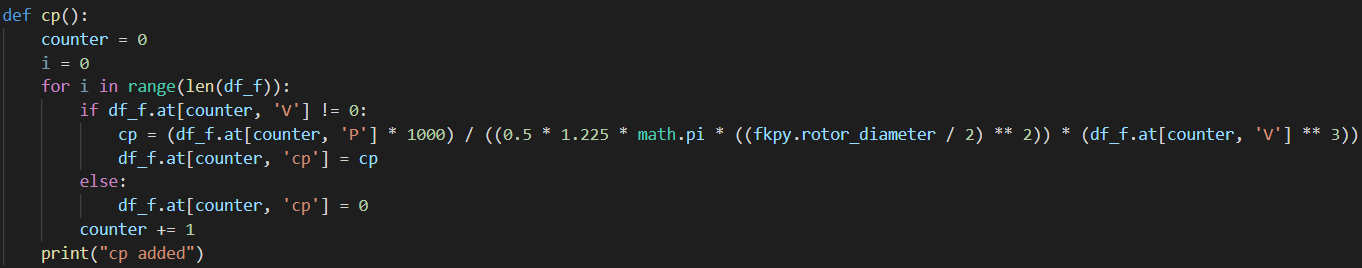 def cp():
    counter = 0
    i = 0
    for i in range(len(df_f)):
        if df_f.at[counter, 'V'] != 0:
            cp = (df_f.at[counter, 'P'] * 1000) / ((0.5 * 1.225 * math.pi * ((fkpy.rotor_diameter / 2) ** 2)) * (df_f.at[counter, 'V'] ** 3))
            df_f.at[counter, 'cp'] = cp
        else:
            df_f.at[counter, 'cp'] = 0
        counter += 1
    print("cp added")